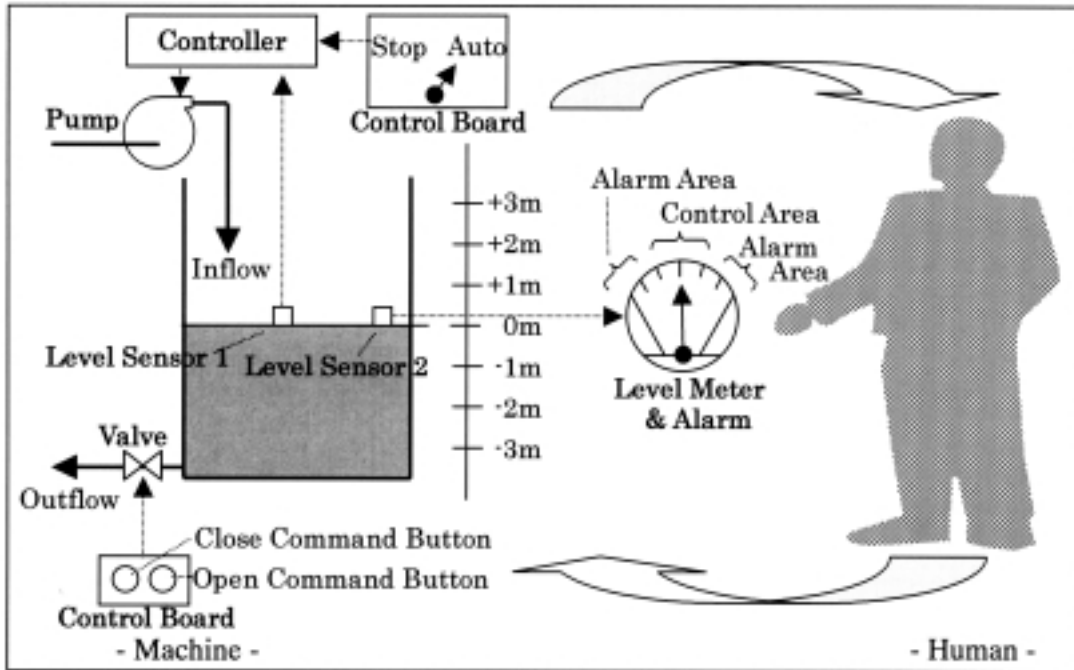 Controller
Stop Auto
Control Board
Pump
Inflow
+3m
+2m
+1m
0m
-1m
-2m
-3m
Level Sensor 1
Level Sensor 2
Alarm Area
Control Area
Alarm
Area
Level Meter
& Alarm
Valve
Outflow
Close Command Button
Open Command Button
Control Board
- Machine -
- Human -